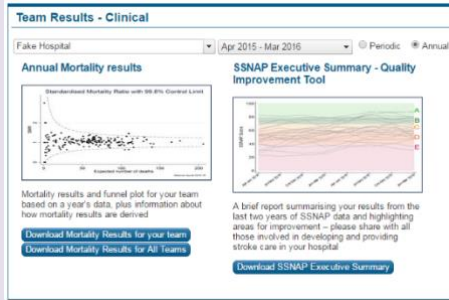 Team Results - Clinical
Fake Hospital
Apr 2015 - Mar 2016
Periodic
Annual
Annual Mortality results
Standardised Mortality Ratio with 99.8% Control Limit
Expected number of deaths
Mortality results and funnel plot for your team
based on a year's data, plus information about
how mortality results are derived
Download Mortality Results for your team
Download Mortality Results for All Teams
SSNAP Executive Summary - Quality
Improvement Tool
A
B
C
D
E
A brief report summarising your results from the
last two years of SSNAP data and highlighting
areas for improvement – please share with all
those involved in developing and providing
stroke care in your hospital
Download SSNAP Executive Summary